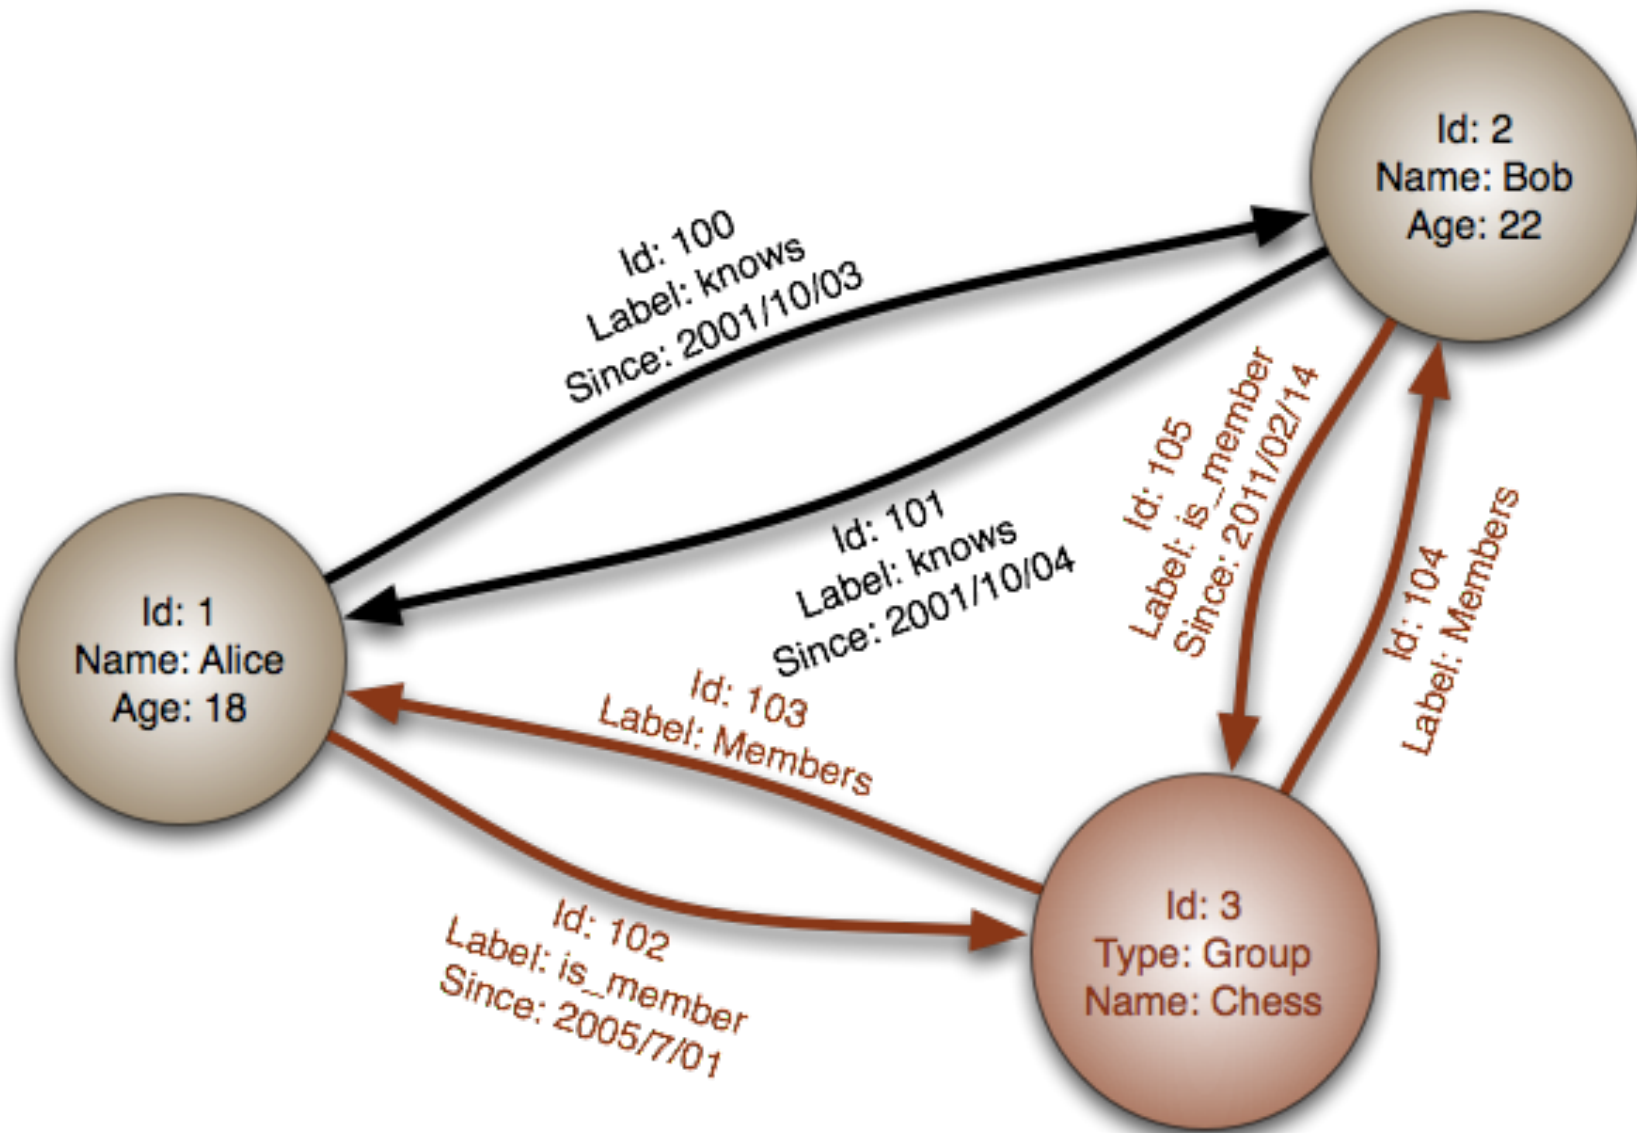 Id: 2
Name: Bob
Age: 22
Id: 100
Label: knows
Since: 2001/10/03
Id: 101
Label: knows
Since: 2001/10/04
Id: 105
Label: is_member
Since: 2011/02/14
Id: 104
Label: Members
Id: 1
Name: Alice
Age: 18
Id: 103
Label: Members
Id: 102
Label: is_member
Since: 2005/7/01
Id: 3
Type: Group
Name: Chess